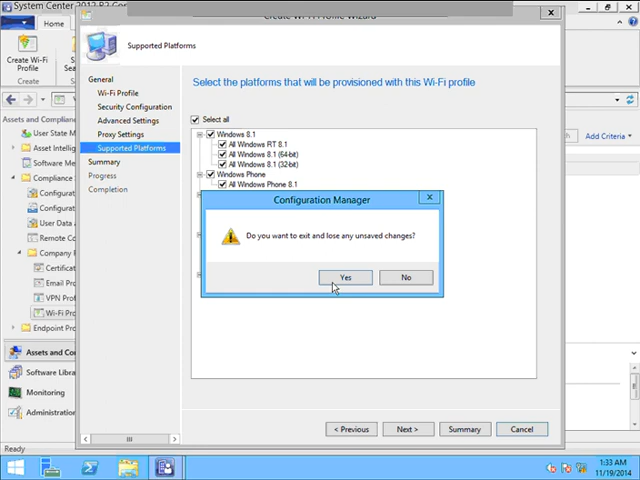 System Center 2012 R2 Con
Create Wi-Fi Profile Wizard
Home
Create Wi-Fi
Profile
Create
Assets and Compliance
User State M
Asset Intellig
Software Me
Compliance
Configurat
Configurat
User Data
Remote Co
Company
Certificat
Email Prof
VPN Prof
Wi-Fi Pro
Endpoint Pro
Assets and Co
Software Libra
Monitoring
Administration
Ready
Supported Platforms
General
Wi-Fi Profile
Security Configuration
Advanced Settings
Proxy Settings
Supported Platforms
Summary
Progress
Completion
Select the platforms that will be provisioned with this Wi-Fi profile
Select all
Windows 8.1
All Windows RT 8.1
All Windows 8.1 (64-bit)
All Windows 8.1 (32-bit)
Windows Phone
All Windows Phone 8.1
Configuration Manager
Do you want to exit and lose any unsaved changes?
Yes
No
< Previous
Next >
Summary
Cancel
Add Criteria
1:33 AM
11/19/2014